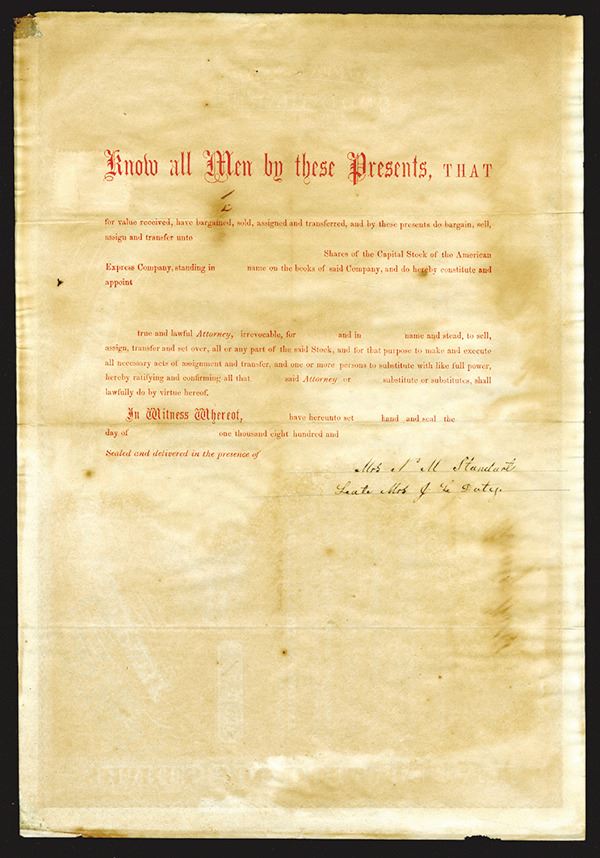 Know all Men by these Presents, THAT
for value received, have bargained, sold, assigned and transferred, and by these presents do bargain, sell,
assign and transfer unto
Shares of the Capital Stock of the American
Express Company, standing in name on the books of said Company, and do hereby constitute and
appoint
true and lawful Attorney, irrevocable, for and in name and stead, to sell,
assign, transfer and set over, all or any part of the said Stock, and for that purpose to make and execute
all necessary acts of assignment and transfer, and one or more persons to substitute with like full power,
hereby ratifying and confirming all that said Attorney or substitute or substitutes, shall
lawfully do by virtue hereof.
In Witness Whereof, have hereunto set hand and seal the
day of one thousand eight hundred and
Sealed and delivered in the presence of
Mrs N M Standart
Late Mrs J